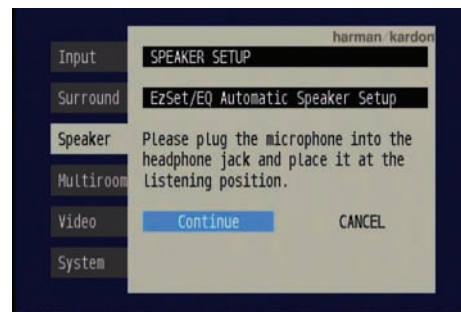 harman/kardon
Input
SPEAKER SETUP
Surround
EzSet/EQ Automatic Speaker Setup
Speaker
Please plug the microphone into the
headphone jack and place it at the
listening position.
Multiroom
Video
Continue
CANCEL
System